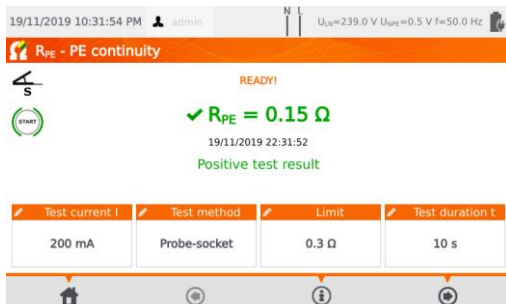 19/11/2019 10:31:54 PM admin N L U_LN=239.0 V U_NPE=0.5 V f=50.0 Hz
R_PE - PE continuity
S
READY!
START
✔ R_PE = 0.15 Ω
19/11/2019 22:31:52
Positive test result
Test current I Test method Limit Test duration t
200 mA Probe-socket 0.3 Ω 10 s